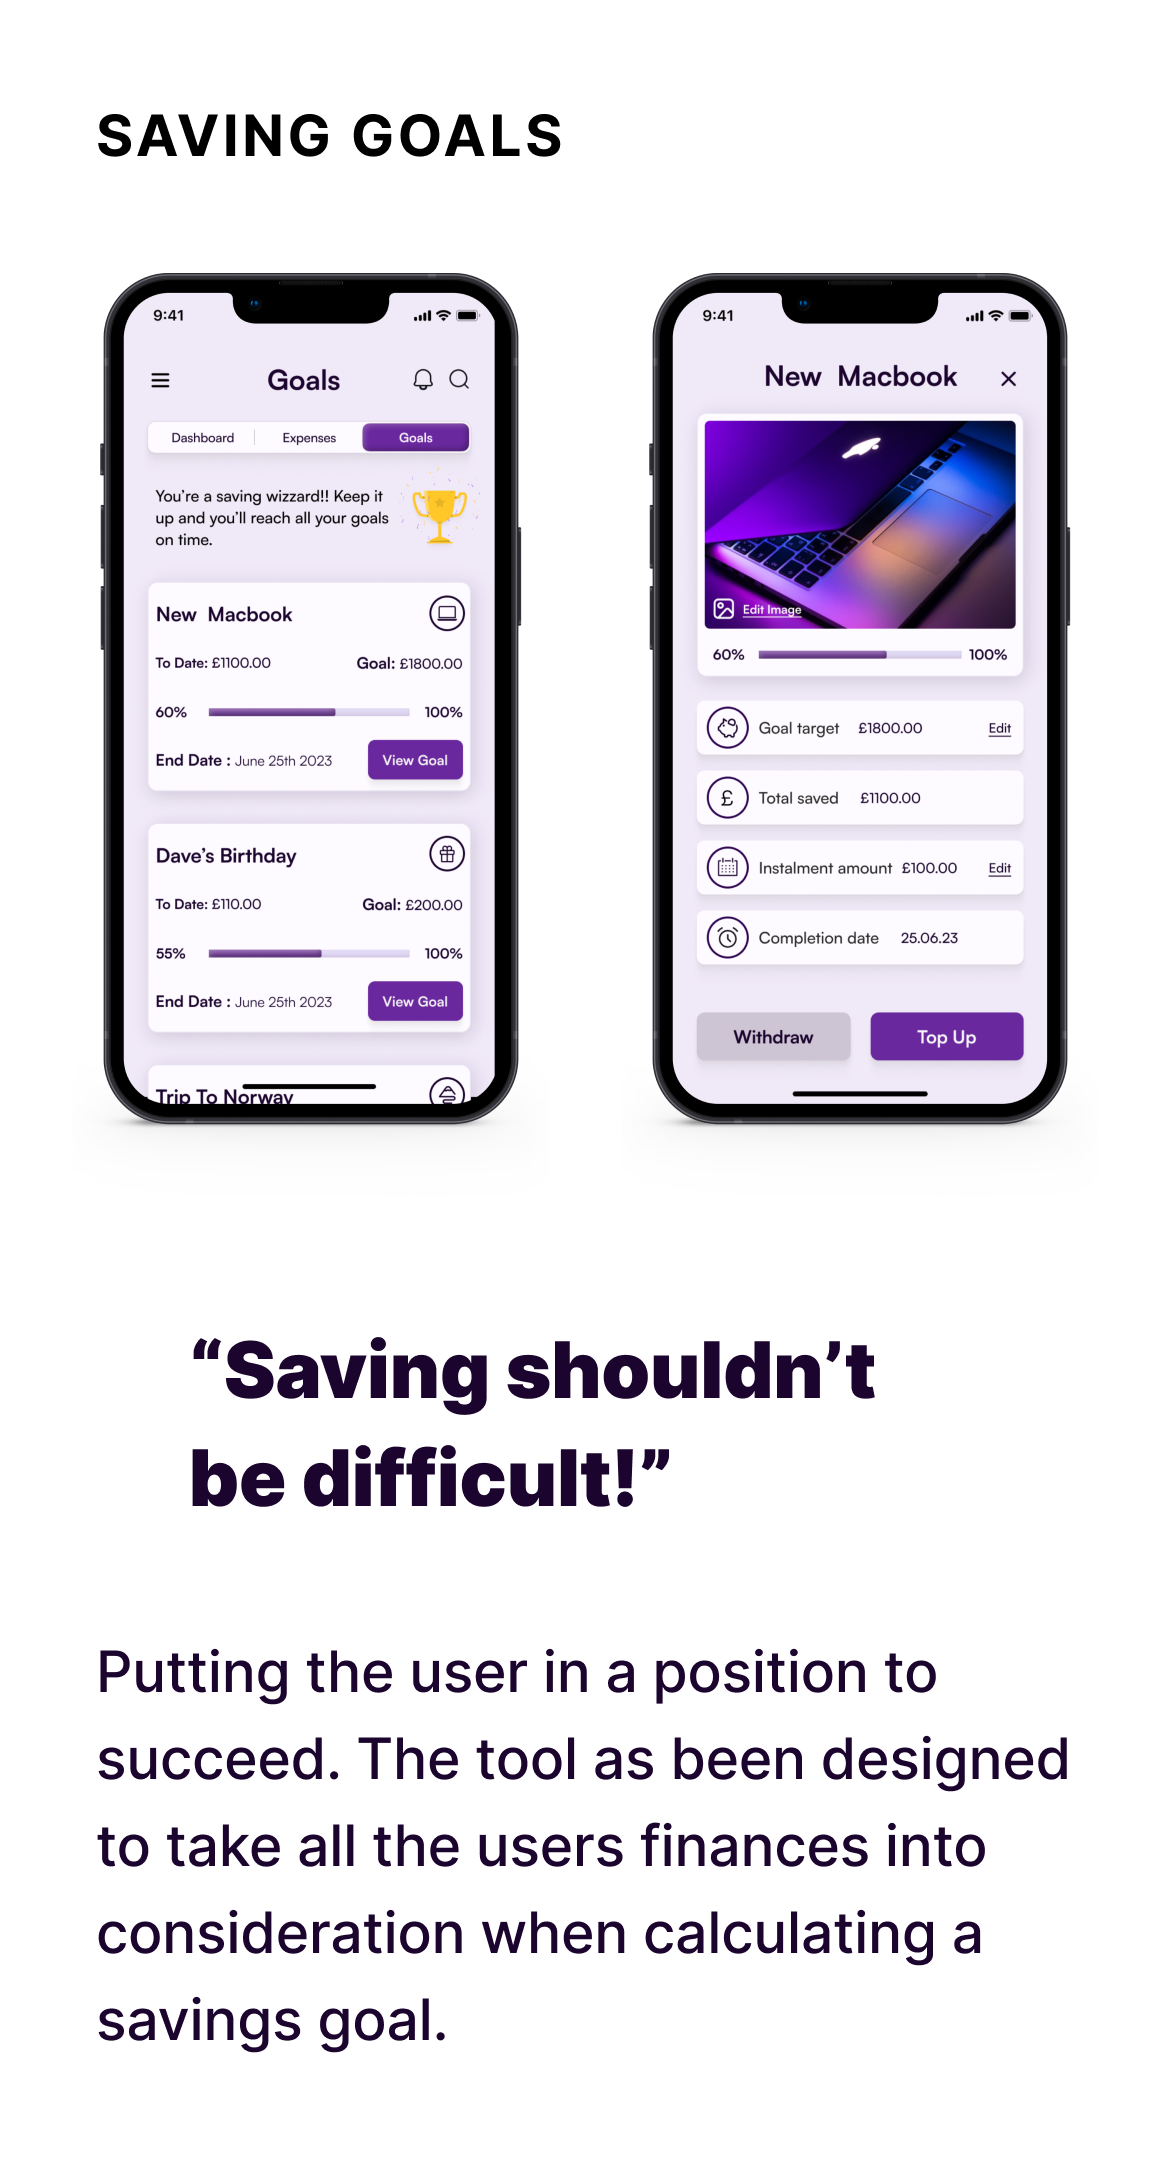 SAVING GOALS
9:41
Goals
Dashboard
Expenses
Goals
You’re a saving wizzard!! Keep it
up and you’ll reach all your goals
on time.
New Macbook
To Date: £1100.00
Goal: £1800.00
60%
100%
End Date : June 25th 2023
View Goal
Dave’s Birthday
To Date: £110.00
Goal: £200.00
55%
100%
End Date : June 25th 2023
View Goal
Trip To Norway
9:41
New Macbook
Edit Image
60%
100%
Goal target £1800.00 Edit
£ Total saved £1100.00
Instalment amount £100.00 Edit
Completion date 25.06.23
Withdraw
Top Up
“Saving shouldn’t
be difficult!”
Putting the user in a position to
succeed. The tool as been designed
to take all the users finances into
consideration when calculating a
savings goal.